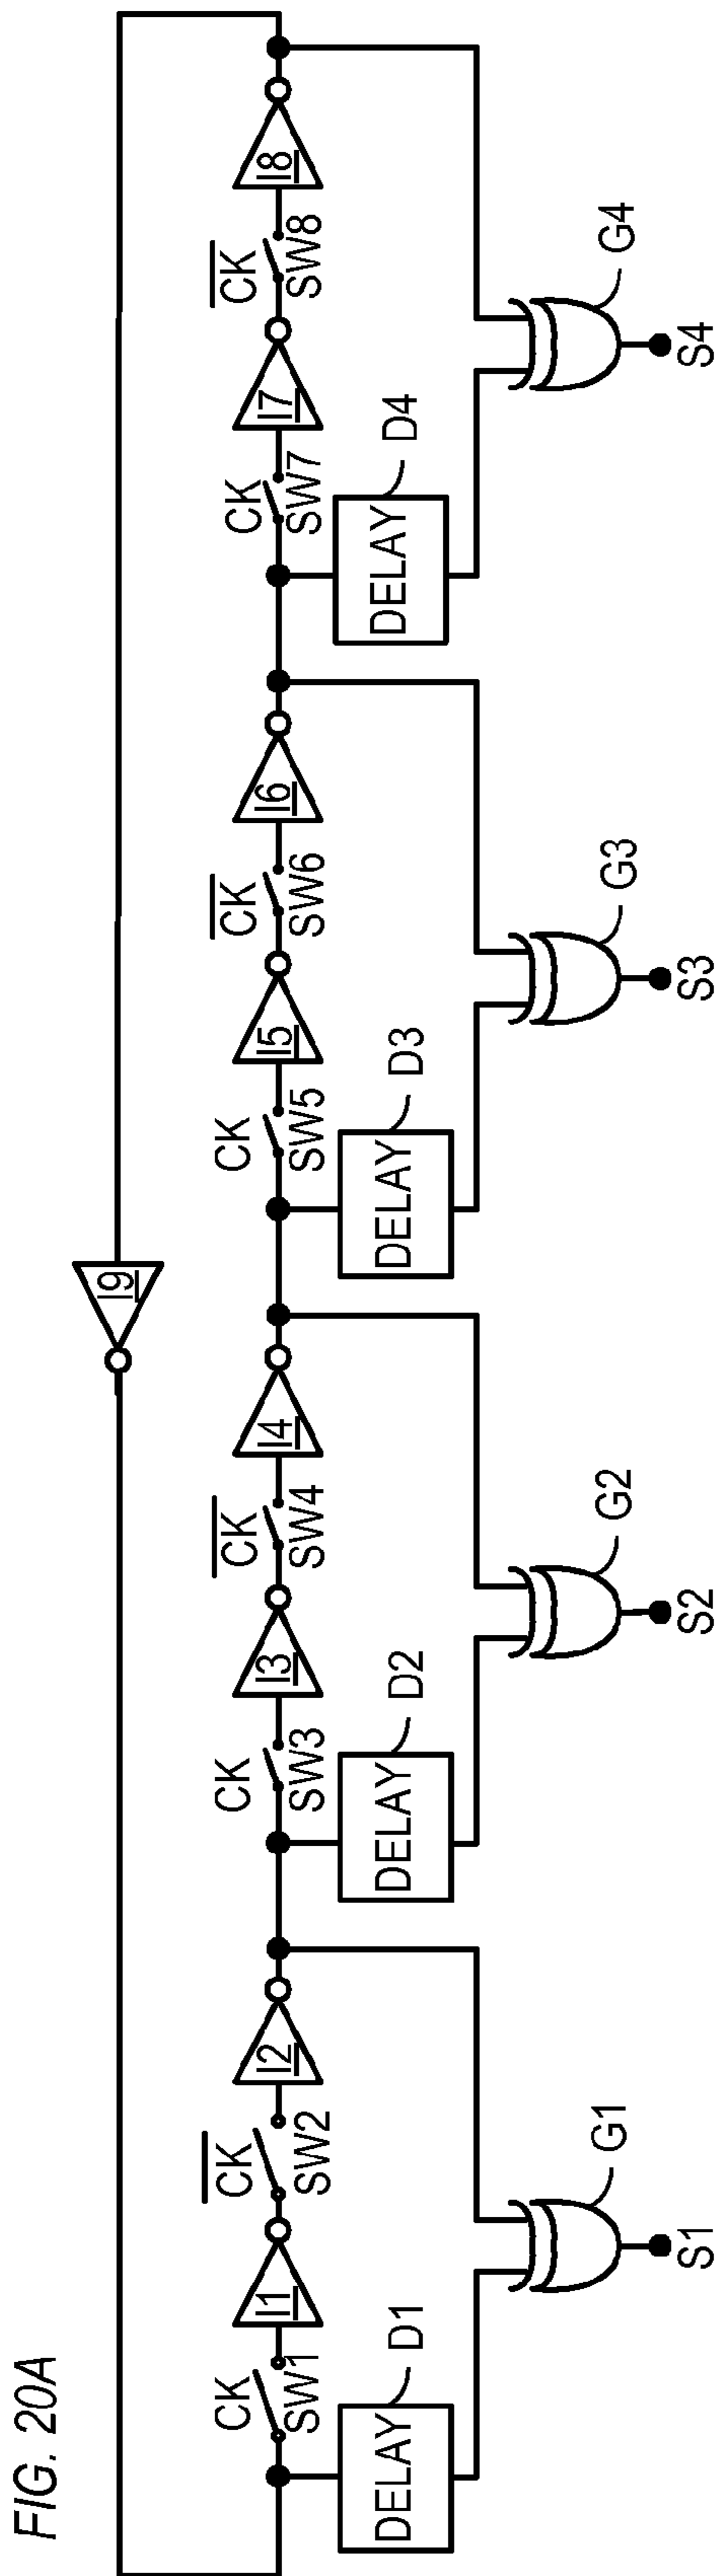 FIG. 20A
I9
CK
CK
CK
CK
CK
CK
CK
CK
I1
I2
I3
I4
I5
I6
I7
I8
SW1
SW2
SW3
SW4
SW5
SW6
SW7
SW8
DELAY
D1
DELAY
D2
DELAY
D3
DELAY
D4
G1
G2
G3
G4
S1
S2
S3
S4